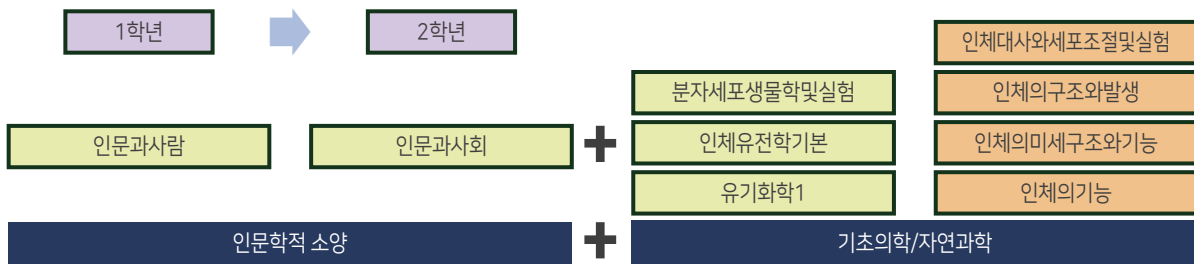 1학년
2학년
인체대사와세포조절및실험
분자세포생물학및실험
인체의구조와발생
인문과사람
인문과사회
인체유전학기본
인체의미세구조와기능
유기화학1
인체의기능
인문학적 소양
기초의학/자연과학